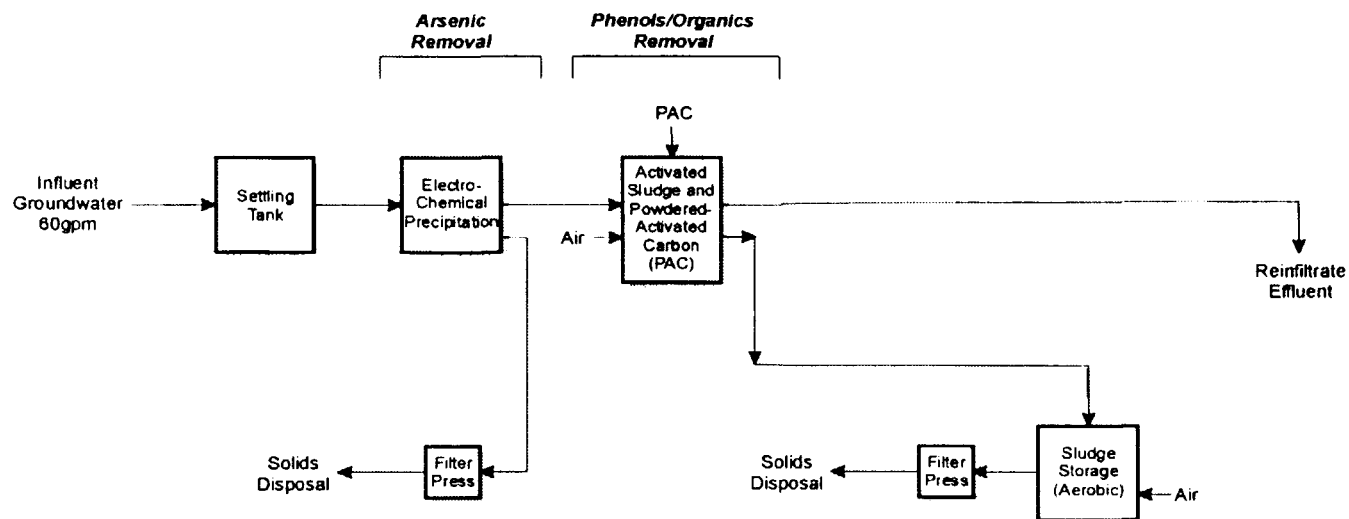 Arsenic
Removal
Phenols/Organics
Removal
PAC
Influent
Groundwater
60gpm
Settling
Tank
Electro-
Chemical
Precipitation
Air
Activated
Sludge and
Powdered-
Activated
Carbon
(PAC)
Reinfiltrate
Effluent
Solids
Disposal
Filter
Press
Solids
Disposal
Filter
Press
Sludge
Storage
(Aerobic)
Air